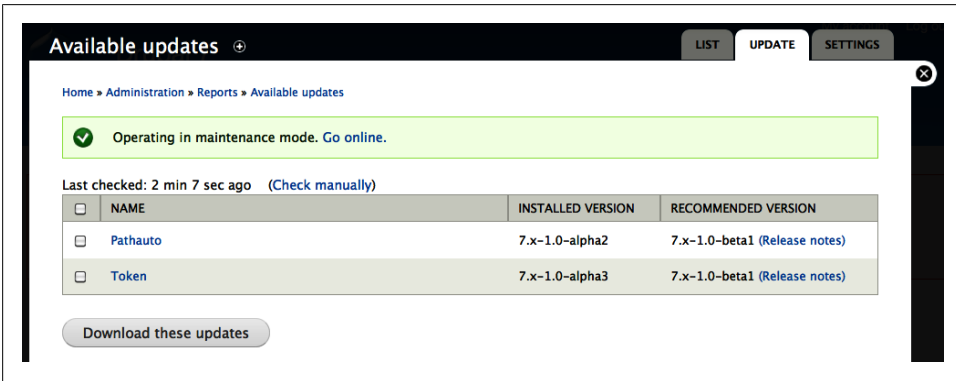 Available updates
LIST UPDATE SETTINGS
Home » Administration » Reports » Available updates
Operating in maintenance mode. Go online.
Last checked: 2 min 7 sec ago (Check manually)
NAME INSTALLED VERSION RECOMMENDED VERSION
Pathauto 7.x-1.0-alpha2 7.x-1.0-beta1 (Release notes)
Token 7.x-1.0-alpha3 7.x-1.0-beta1 (Release notes)
Download these updates